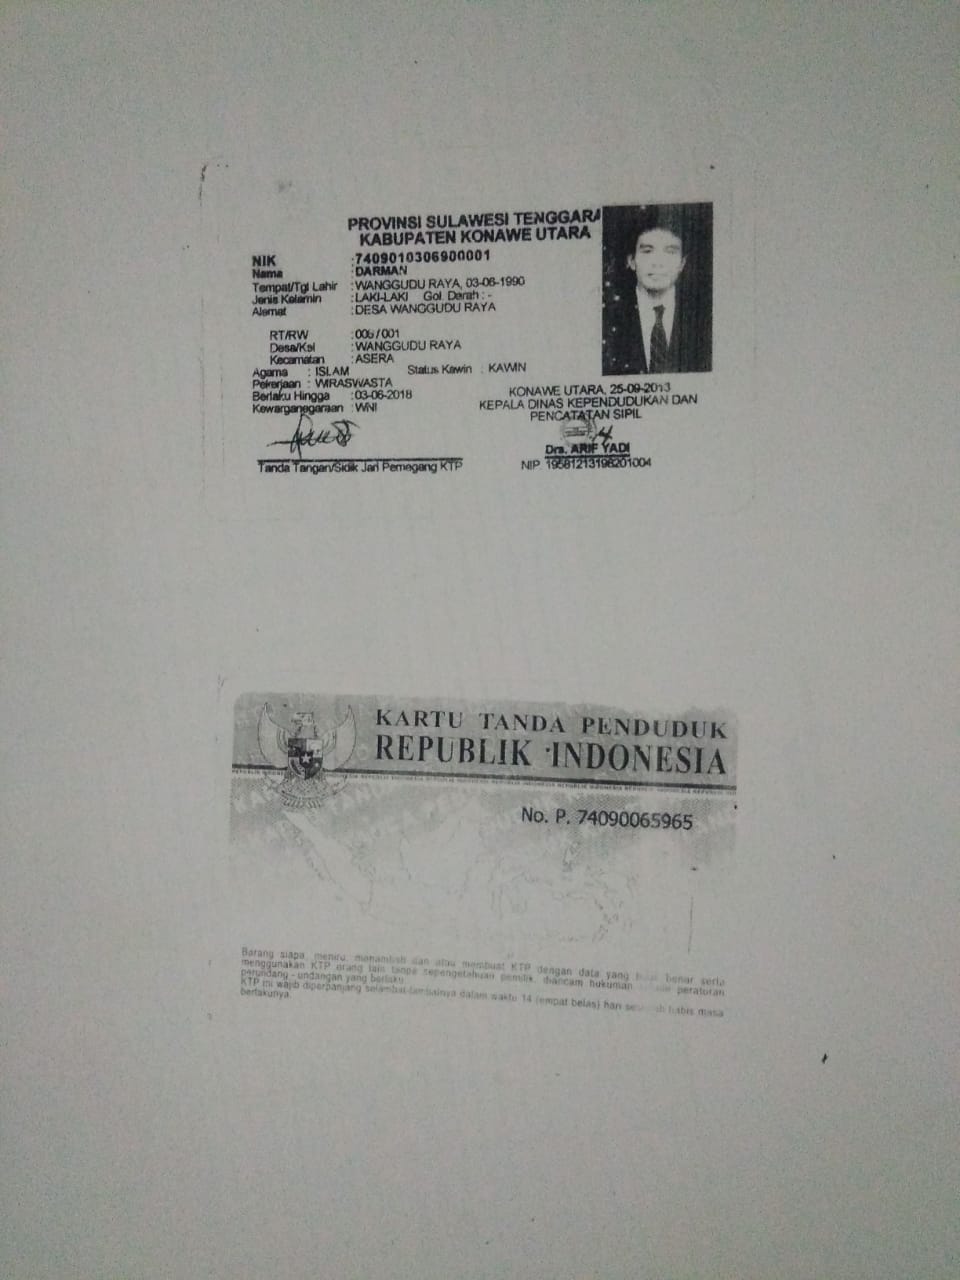 PROVINSI SULAWESI TENGGARA
KABUPATEN KONAWE UTARA
NIK :7409010306900001
Nama :DARMAN
Tempat/Tgl Lahir :WANGGUDU RAYA, 03-06-1990
Jenis Kelamin :LAKI-LAKI Gol. Darah : -
Alamat :DESA WANGGUDU RAYA
RT/RW :006/001
Desa/Kel :WANGGUDU RAYA
Kecamatan :ASERA
Agama : ISLAM Status Kawin : KAWIN
Pekerjaan : WIRASWASTA
Berlaku Hingga :03-06-2018
Kewarganegaraan :WNI
KONAWE UTARA, 25-09-2013
KEPALA DINAS KEPENDUDUKAN DAN
PENCATATAN SIPIL
Drs. ARIF YADI
NIP 19581213198201004
Tanda Tangan/Sidik Jari Pemegang KTP
KARTU TANDA PENDUDUK
REPUBLIK INDONESIA
No. P. 74090065965
Barang siapa meniru, menambah dan atau membuat KTP dengan data yang benar serta
menggunakan KTP orang lain tanpa sepengetahuan pemilik, diancam hukuman peraturan
perundang - undangan yang berlaku
KTP ini wajib diperpanjang selambat-lambatnya dalam waktu 14 (empat belas) hari habis masa
berlakunya.